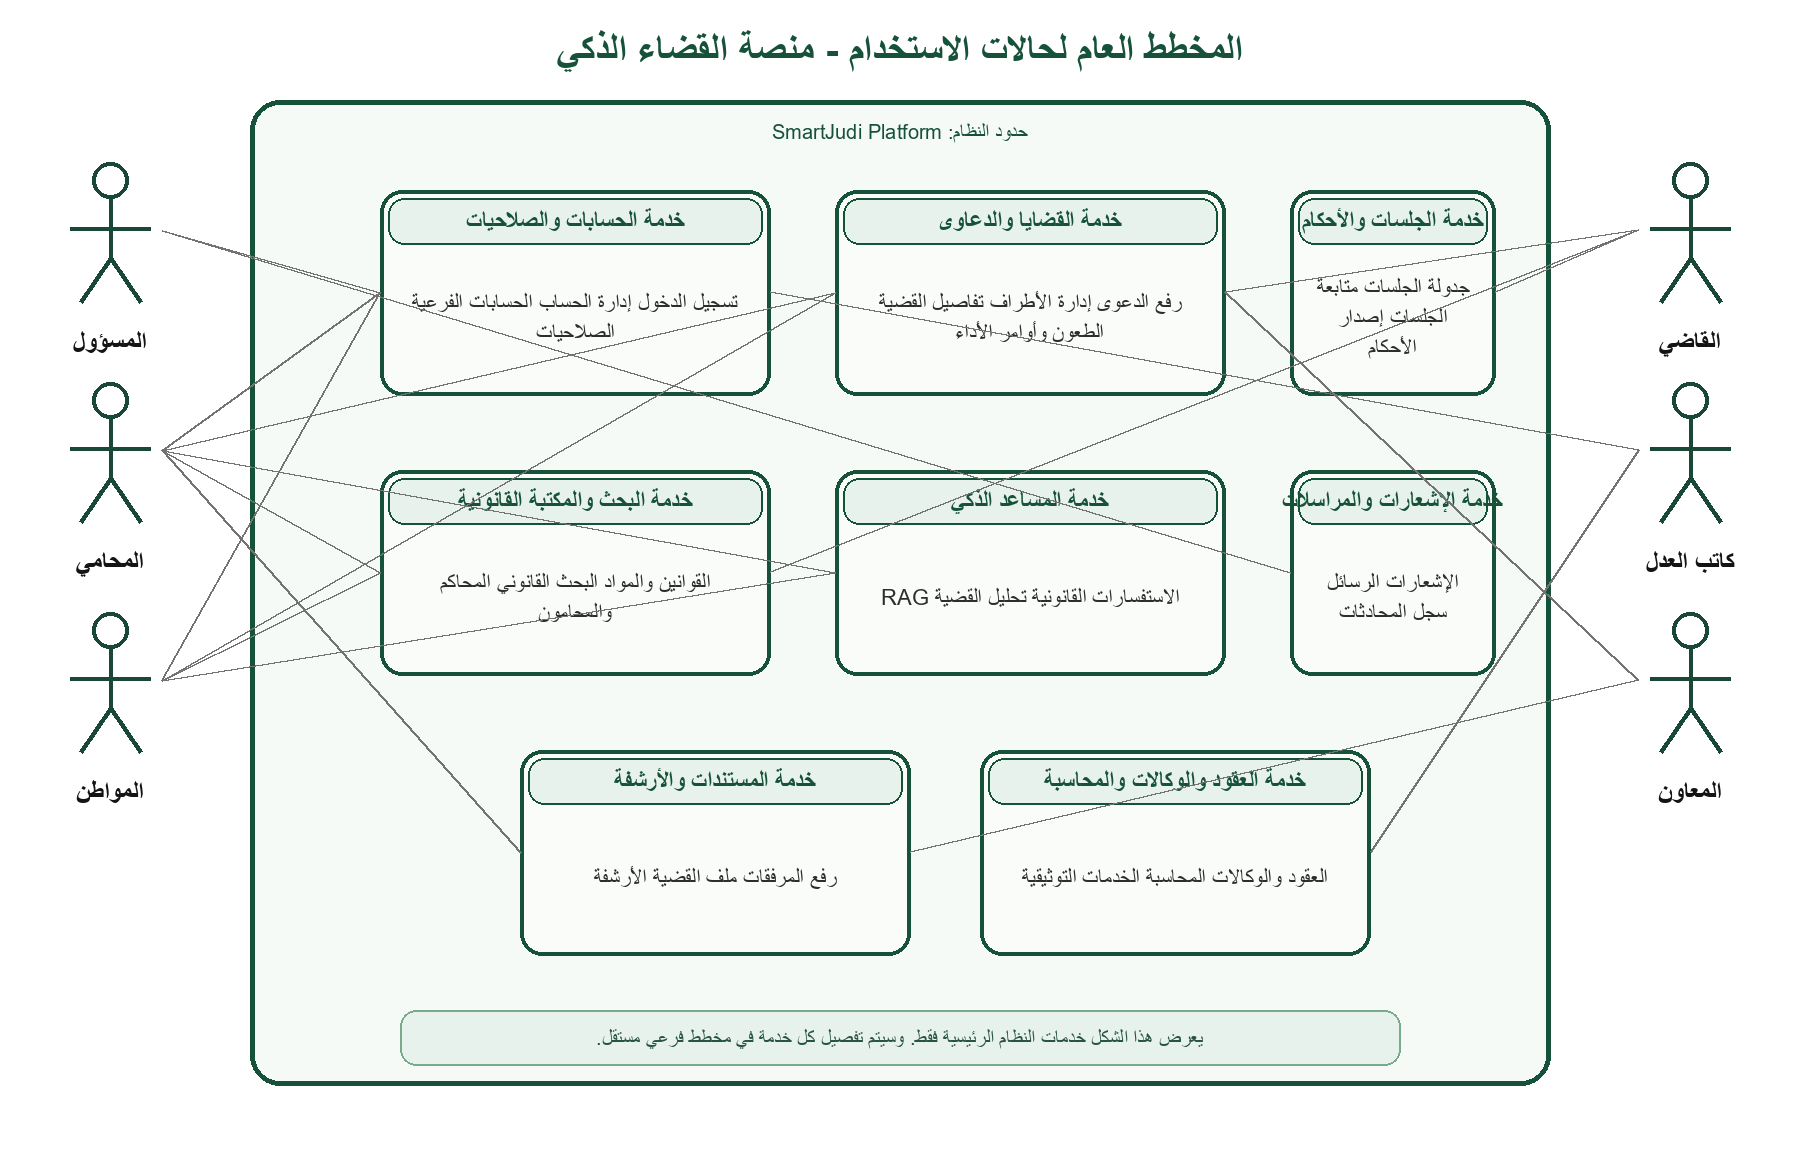 المخطط العام لحالات الاستخدام - منصة القضاء الذكي
حدود النظام: SmartJudi Platform
خدمة الجلسات والأحكام
جدولة الجلسات متابعة
الجلسات إصدار
الأحكام
خدمة القضايا والدعاوى
رفع الدعوى إدارة الأطراف تفاصيل القضية
الطعون وأوامر الأداء
خدمة الحسابات والصلاحيات
تسجيل الدخول إدارة الحساب الحسابات الفرعية
الصلاحيات
القاضي
المسؤول
خدمة الإشعارات والمراسلات
الإشعارات الرسائل
سجل المحادثات
خدمة المساعد الذكي
الاستفسارات القانونية تحليل القضية RAG
خدمة البحث والمكتبة القانونية
القوانين والمواد البحث القانوني المحاكم
والمحامون
كاتب العدل
المحامي
خدمة العقود والوكالات والمحاسبة
العقود والوكالات المحاسبة الخدمات التوثيقية
خدمة المستندات والأرشفة
رفع المرفقات ملف القضية الأرشفة
المعاون
المواطن
يعرض هذا الشكل خدمات النظام الرئيسية فقط. وسيتم تفصيل كل خدمة في مخطط فرعي مستقل.